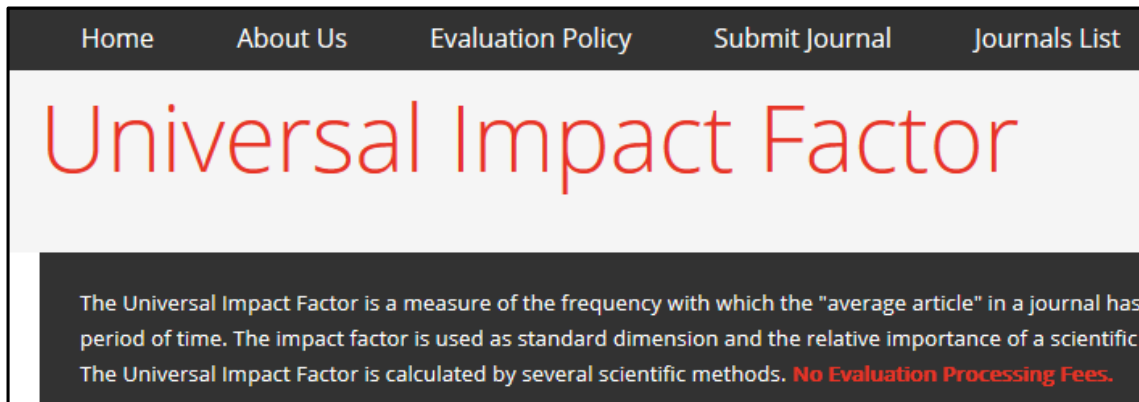 Home About Us Evaluation Policy Submit Journal Journals List
Universal Impact Factor
The Universal Impact Factor is a measure of the frequency with which the "average article" in a journal has
period of time. The impact factor is used as standard dimension and the relative importance of a scientific
The Universal Impact Factor is calculated by several scientific methods. No Evaluation Processing Fees.